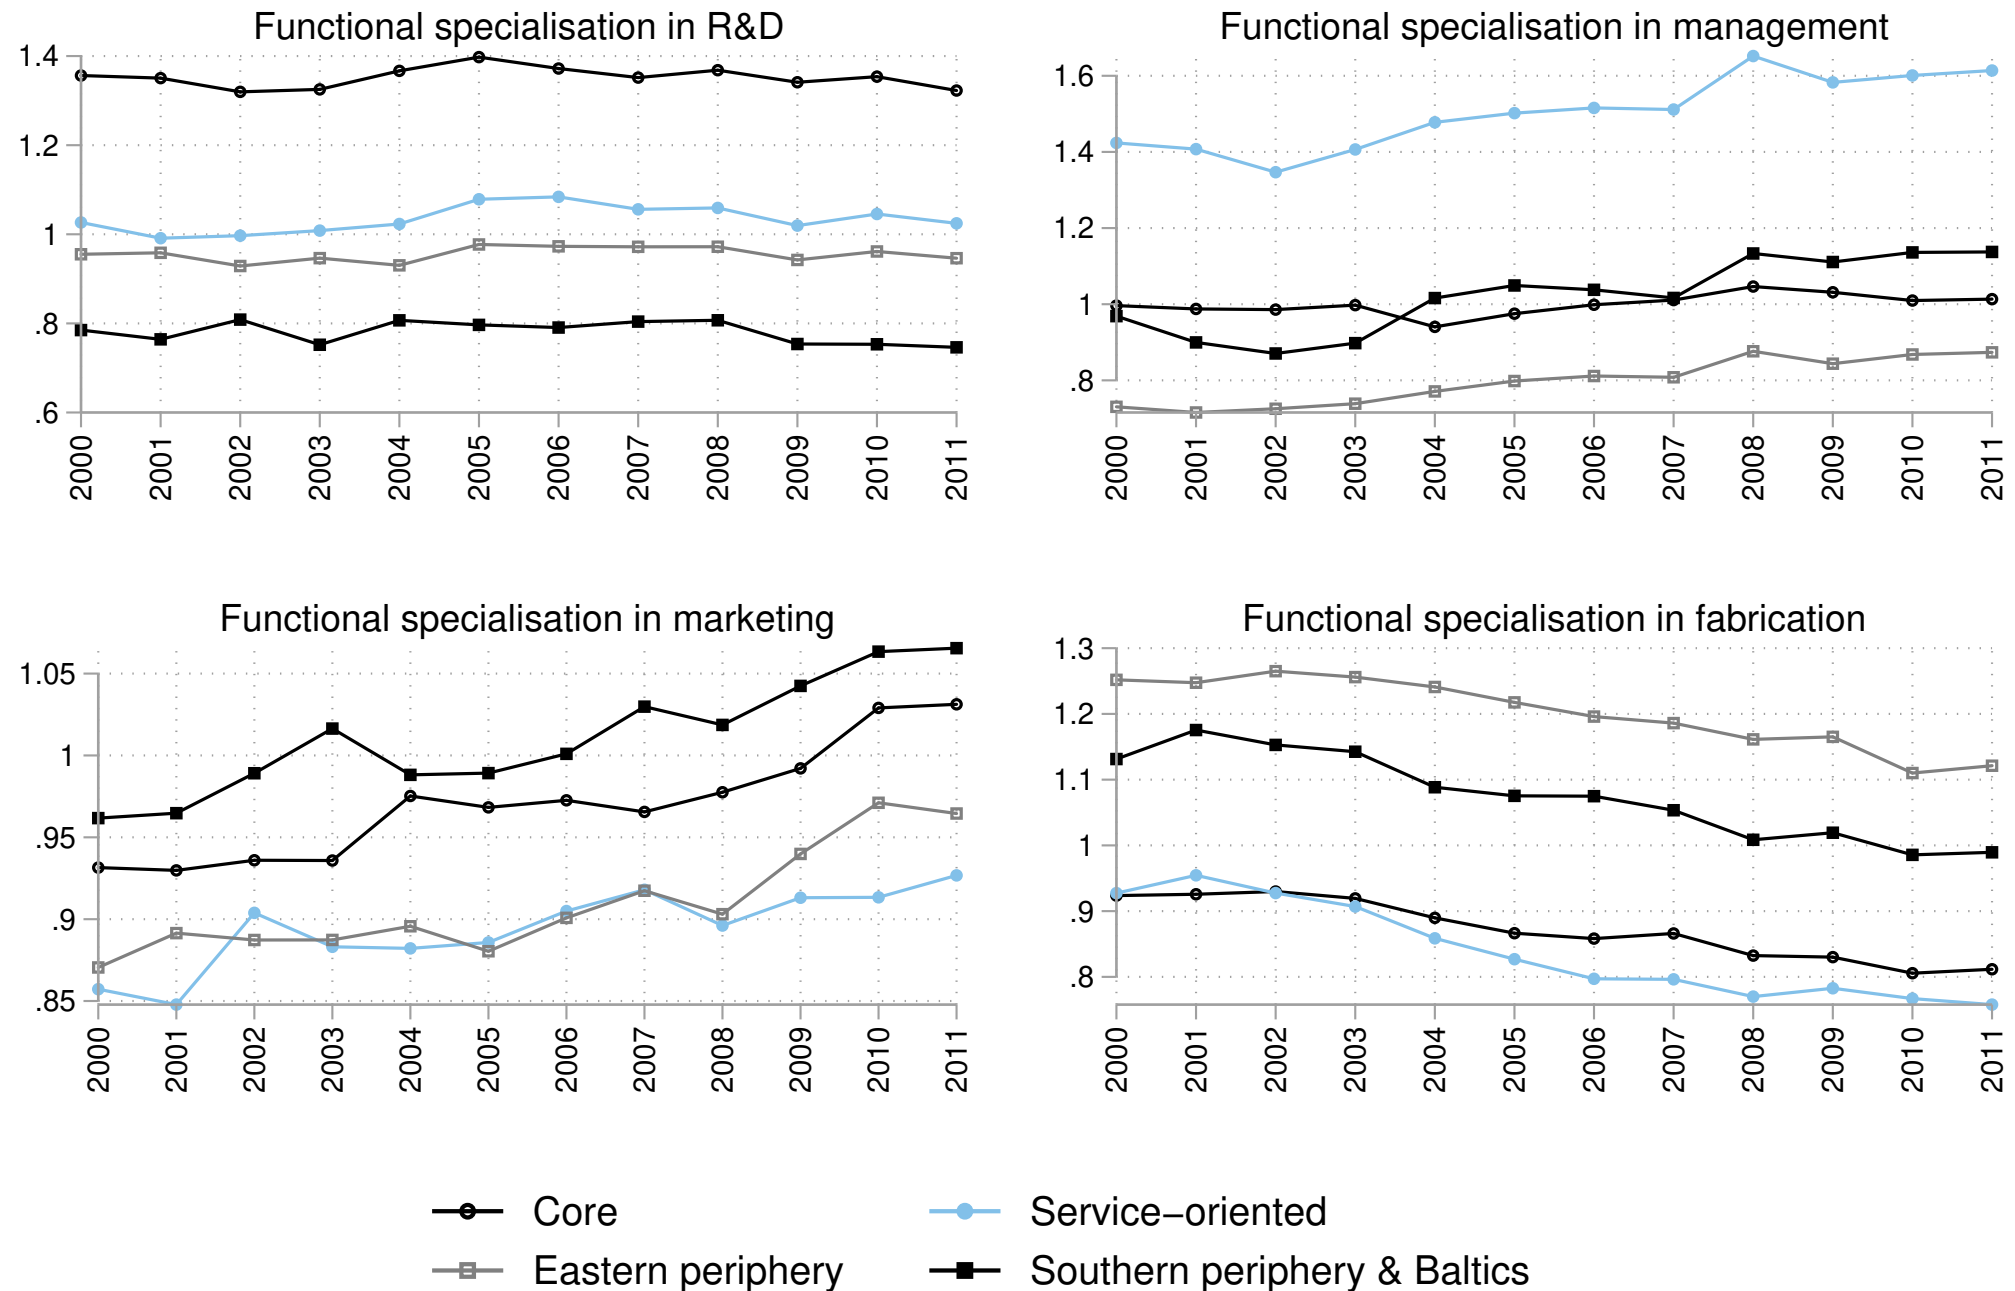 Functional specialisation in R&D
1.4
1.2
1
.8
.6
2000 2001 2002 2003 2004 2005 2006 2007 2008 2009 2010 2011
Functional specialisation in management
1.6
1.4
1.2
1
.8
2000 2001 2002 2003 2004 2005 2006 2007 2008 2009 2010 2011
Functional specialisation in marketing
1.05
1
.95
.9
.85
2000 2001 2002 2003 2004 2005 2006 2007 2008 2009 2010 2011
Functional specialisation in fabrication
1.3
1.2
1.1
1
.9
.8
2000 2001 2002 2003 2004 2005 2006 2007 2008 2009 2010 2011
Core
Service−oriented
Eastern periphery
Southern periphery & Baltics